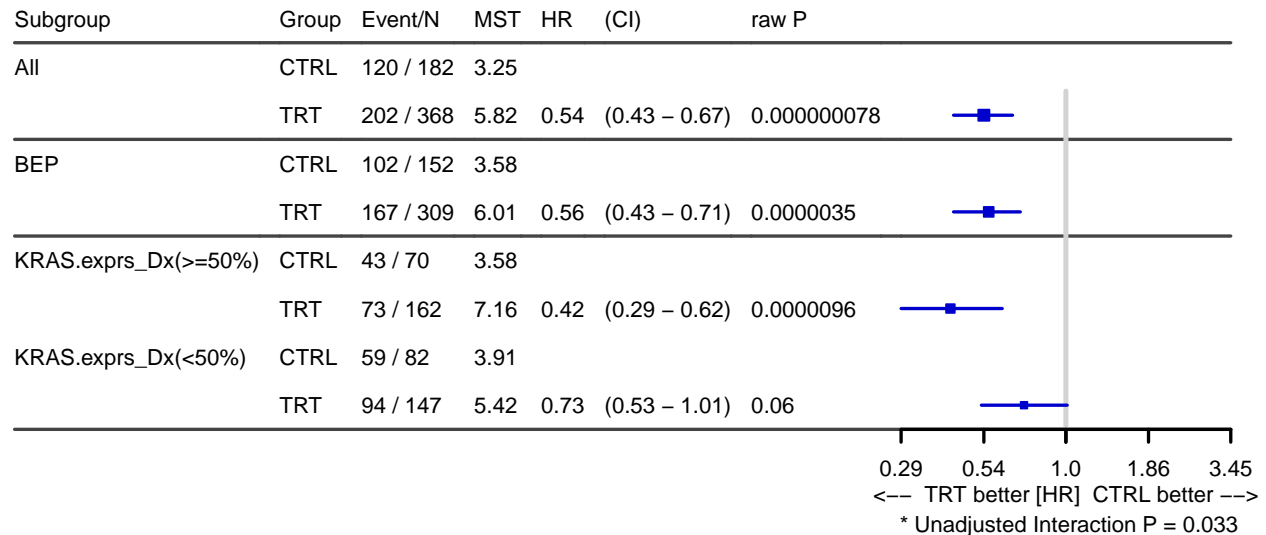 Subgroup Group Event/N MST HR (CI) raw P
All CTRL 120 / 182 3.25
TRT 202 / 368 5.82 0.54 (0.43 − 0.67) 0.000000078
BEP CTRL 102 / 152 3.58
TRT 167 / 309 6.01 0.56 (0.43 − 0.71) 0.0000035
KRAS.exprs_Dx(>=50%) CTRL 43 / 70 3.58
TRT 73 / 162 7.16 0.42 (0.29 − 0.62) 0.0000096
KRAS.exprs_Dx(<50%) CTRL 59 / 82 3.91
TRT 94 / 147 5.42 0.73 (0.53 − 1.01) 0.06
0.29 0.54 1.0 1.86 3.45
<−− TRT better [HR] CTRL better −−>
* Unadjusted Interaction P = 0.033